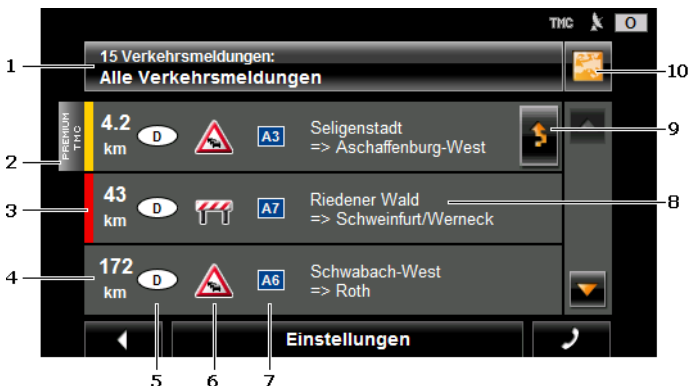 TMC O
1
15 Verkehrsmeldungen:
Alle Verkehrsmeldungen
10
2
PREMIUM
TMC
4.2
km
D
A3
Seligenstadt
=> Aschaffenburg-West
9
3
43
km
D
A7
Riedener Wald
=> Schweinfurt/Werneck
8
4
172
km
D
A6
Schwabach-West
=> Roth
Einstellungen
5 6 7